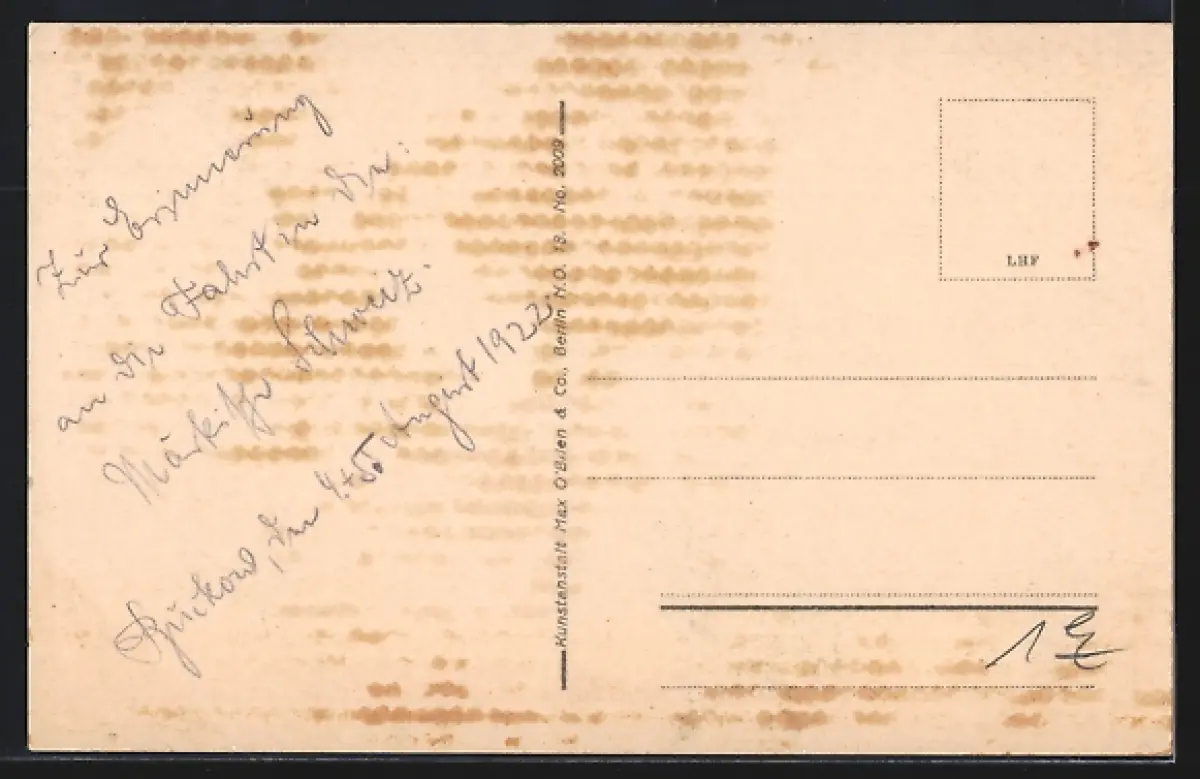 Zur Erinnerung
an die Fahrt in die:
Märkische Schweiz.
Buckow, den 4.+5. August 1922.
Kunstanstalt Max O'Brien & Co., Berlin N.O. 18. No. 2009
LHF